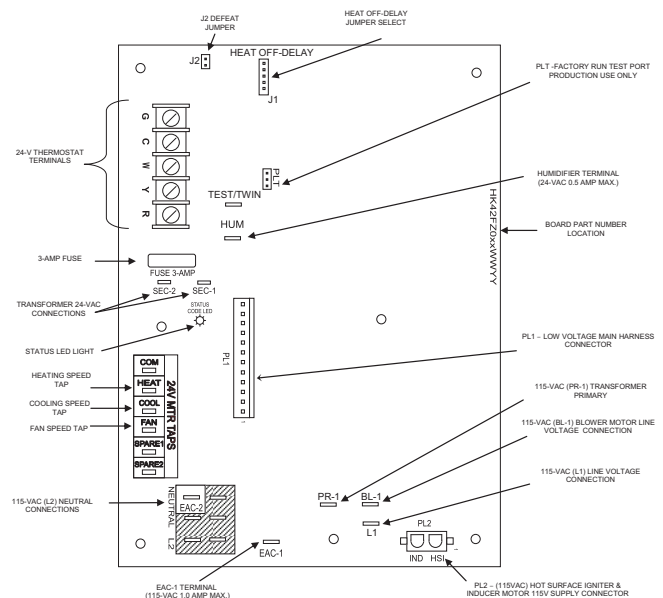 J2 DEFEAT
JUMPER
HEAT OFF-DELAY
JUMPER SELECT
J2
HEAT OFF-DELAY
J1
PLT -FACTORY RUN TEST PORT
PRODUCTION USE ONLY
24-V THERMOSTAT
TERMINALS
G
C
W
Y
R
PLT
TEST/TWIN
HUM
HUMIDIFIER TERMINAL
(24-VAC 0.5 AMP MAX.)
HK42FZ0xxWWYY
BOARD PART NUMBER
LOCATION
3-AMP FUSE
FUSE 3-AMP
SEC-2
SEC-1
TRANSFORMER 24-VAC
CONNECTIONS
STATUS
CODE LED
STATUS LED LIGHT
PL1
1
PL1 – LOW VOLTAGE MAIN HARNESS
CONNECTOR
COM
HEAT
COOL
FAN
SPARE1
SPARE2
24V MTR TAPS
HEATING SPEED
TAP
COOLING SPEED
TAP
FAN SPEED TAP
115-VAC (PR-1) TRANSFORMER
PRIMARY
115-VAC (BL-1) BLOWER MOTOR LINE
VOLTAGE CONNECTION
115-VAC (L1) LINE VOLTAGE
CONNECTION
115-VAC (L2) NEUTRAL
CONNECTIONS
NEUTRAL
L2
EAC-2
EAC-1
PR-1
BL-1
L1
PL2
1
IND
HSI
EAC-1 TERMINAL
(115-VAC 1.0 AMP MAX.)
PL2 – (115VAC) HOT SURFACE IGNITER &
INDUCER MOTOR 115V SUPPLY CONNECTOR